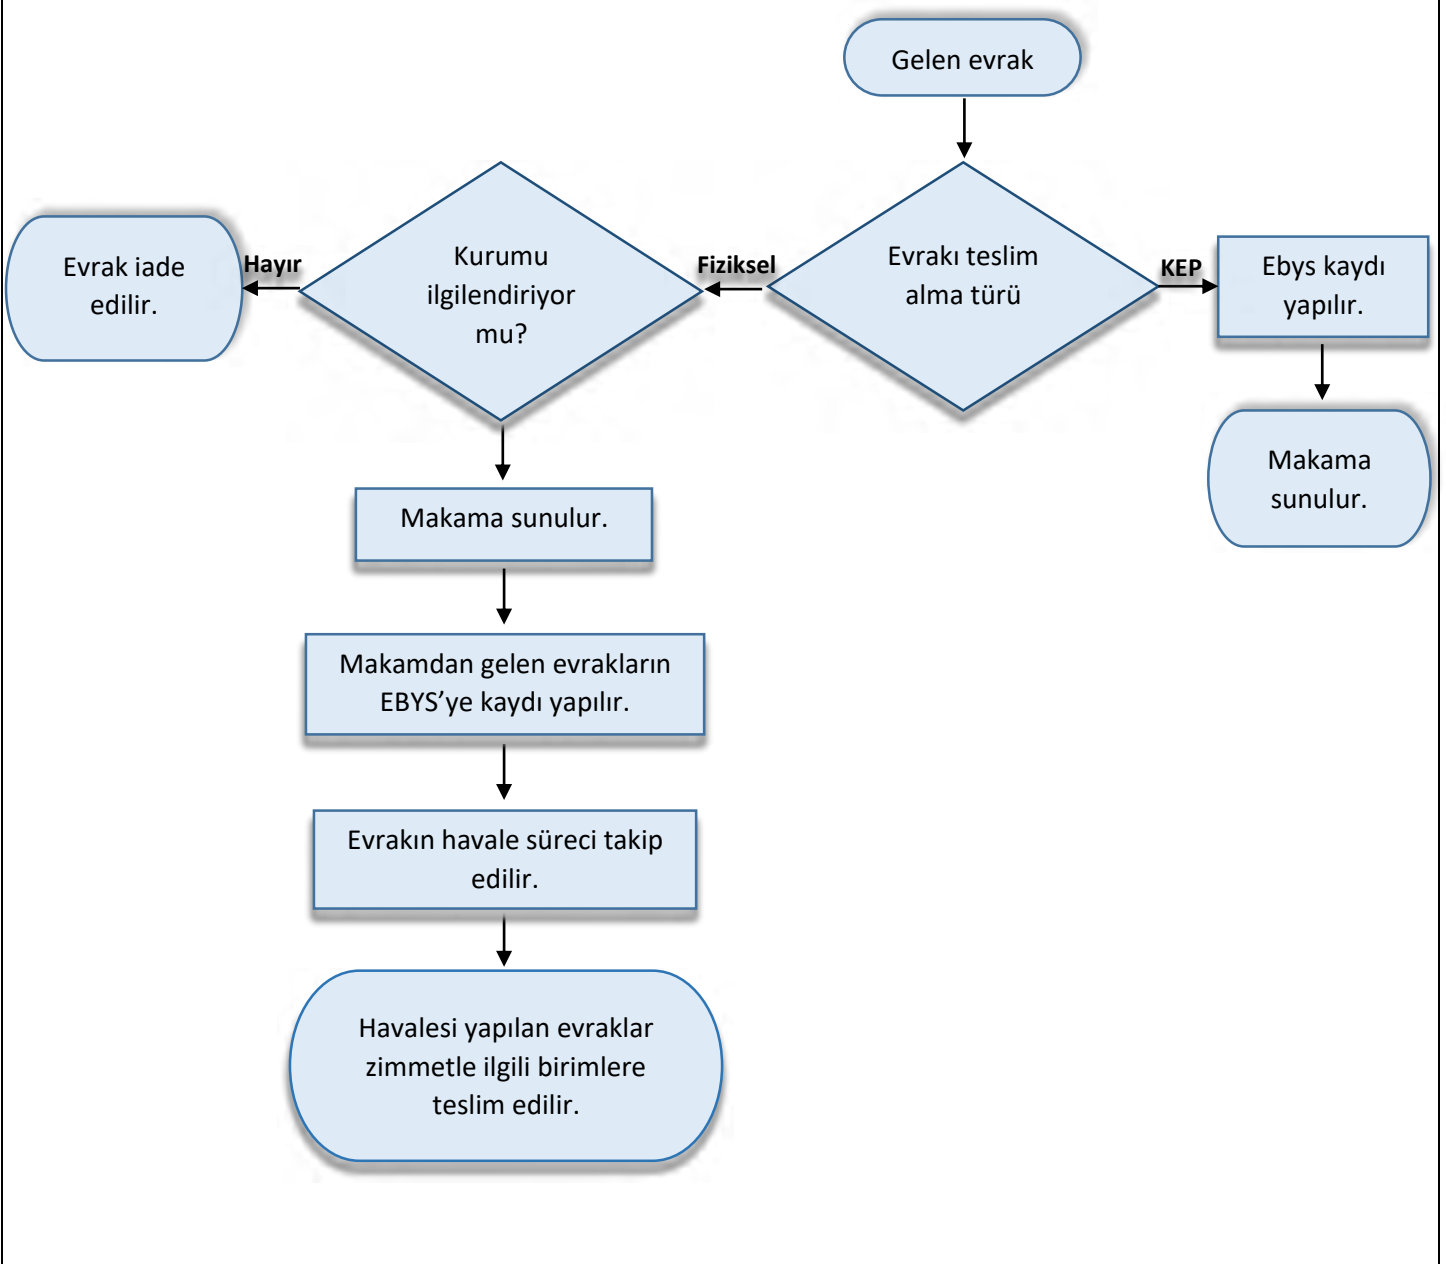 Gelen evrak
Evrakı teslim
alma türü
Fiziksel
KEP
Kurumu
ilgilendiriyor
mu?
Hayır
Evrak iade
edilir.
Ebys kaydı
yapılır.
Makama
sunulur.
Makama sunulur.
Makamdan gelen evrakların
EBYS’ye kaydı yapılır.
Evrakın havale süreci takip
edilir.
Havalesi yapılan evraklar
zimmetle ilgili birimlere
teslim edilir.